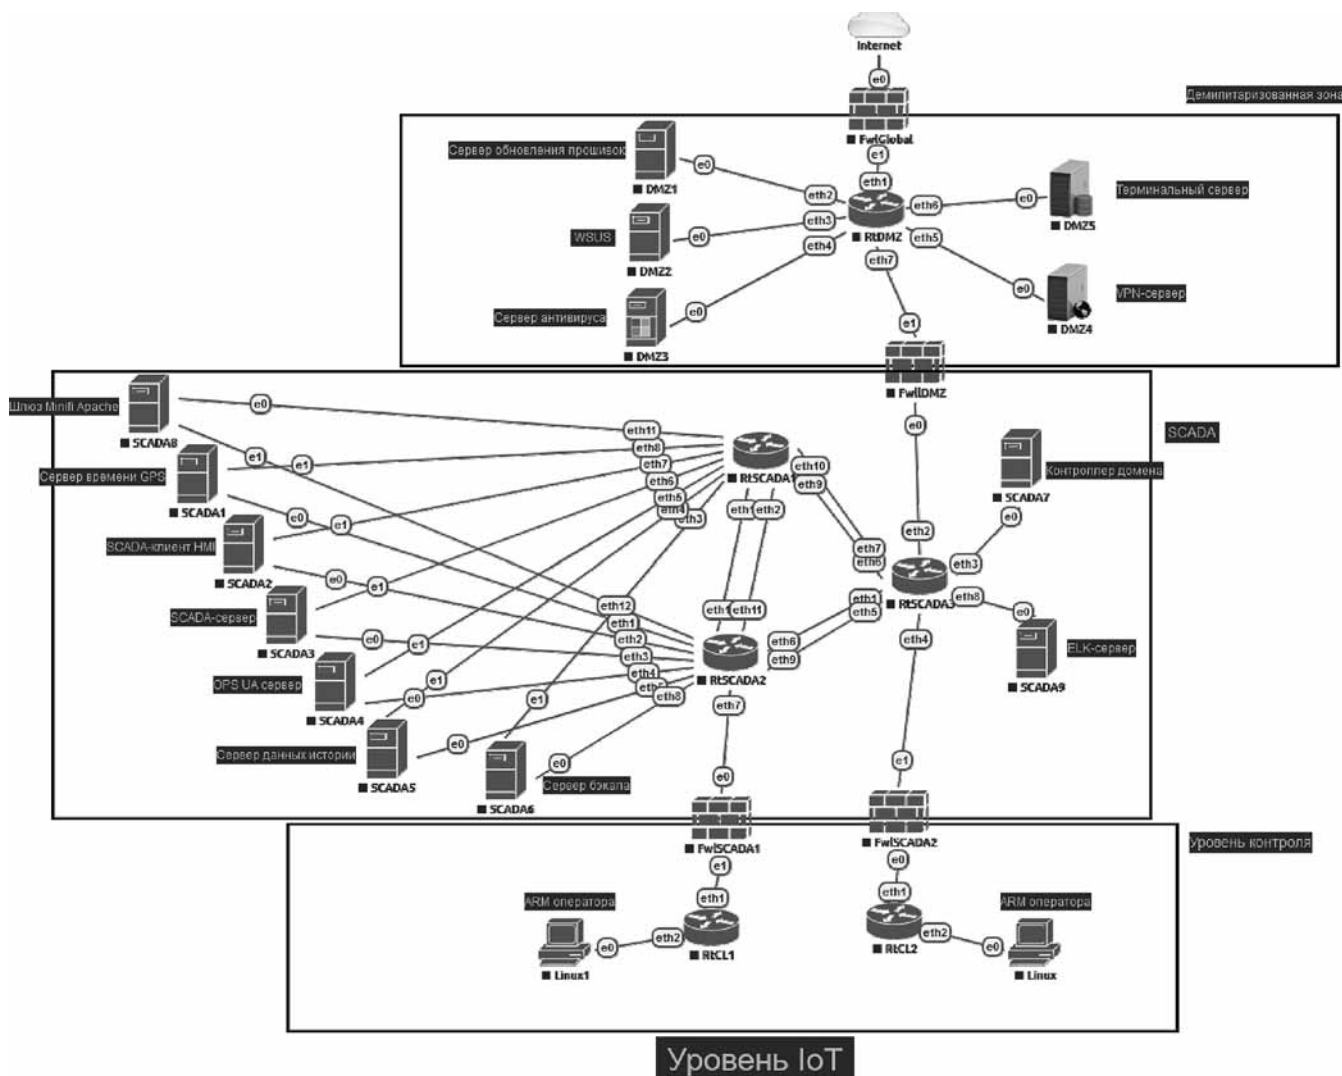 Internet
e0
Демилитаризованная зона
FwlGlobal
e1
Сервер обновления прошивок
e0
DMZ1
eth1
eth2
eth6
e0
Терминальный сервер
DMZ5
WSUS
e0
DMZ2
eth3
RtDMZ
eth5
eth4
eth7
e0
VPN-сервер
DMZ4
Сервер антивируса
e0
DMZ3
e1
FwllDMZ
Шлюз Minifi Apache
e0
SCADA8
e1
eth11
SCADA
e0
Сервер времени GPS
e1
SCADA1
e0
eth8
eth7
eth6
eth5
eth4
eth3
RtSCADA1
eth10
eth9
eth1
eth2
Контроллер домена
SCADA7
e0
SCADA-клиент HMI
e1
SCADA2
e0
eth2
eth7
eth6
eth3
RtSCADA3
eth8
SCADA-сервер
e1
SCADA3
e0
eth12
eth1
eth2
eth3
eth4
eth8
eth1
eth11
eth6
eth9
eth5
eth4
e0
ELK-сервер
SCADA9
OPS UA сервер
e1
SCADA4
e0
RtSCADA2
eth7
Сервер данных истории
e1
SCADA5
e0
e1
SCADA6
e0
Сервер бэкапа
e0
e1
FwlSCADA1
FwlSCADA2
Уровень контроля
e1
e0
ARM оператора
eth1
eth1
ARM оператора
e0
Linux1
eth2
RtCL1
RtCL2
eth2
e0
Linux
Уровень IoT